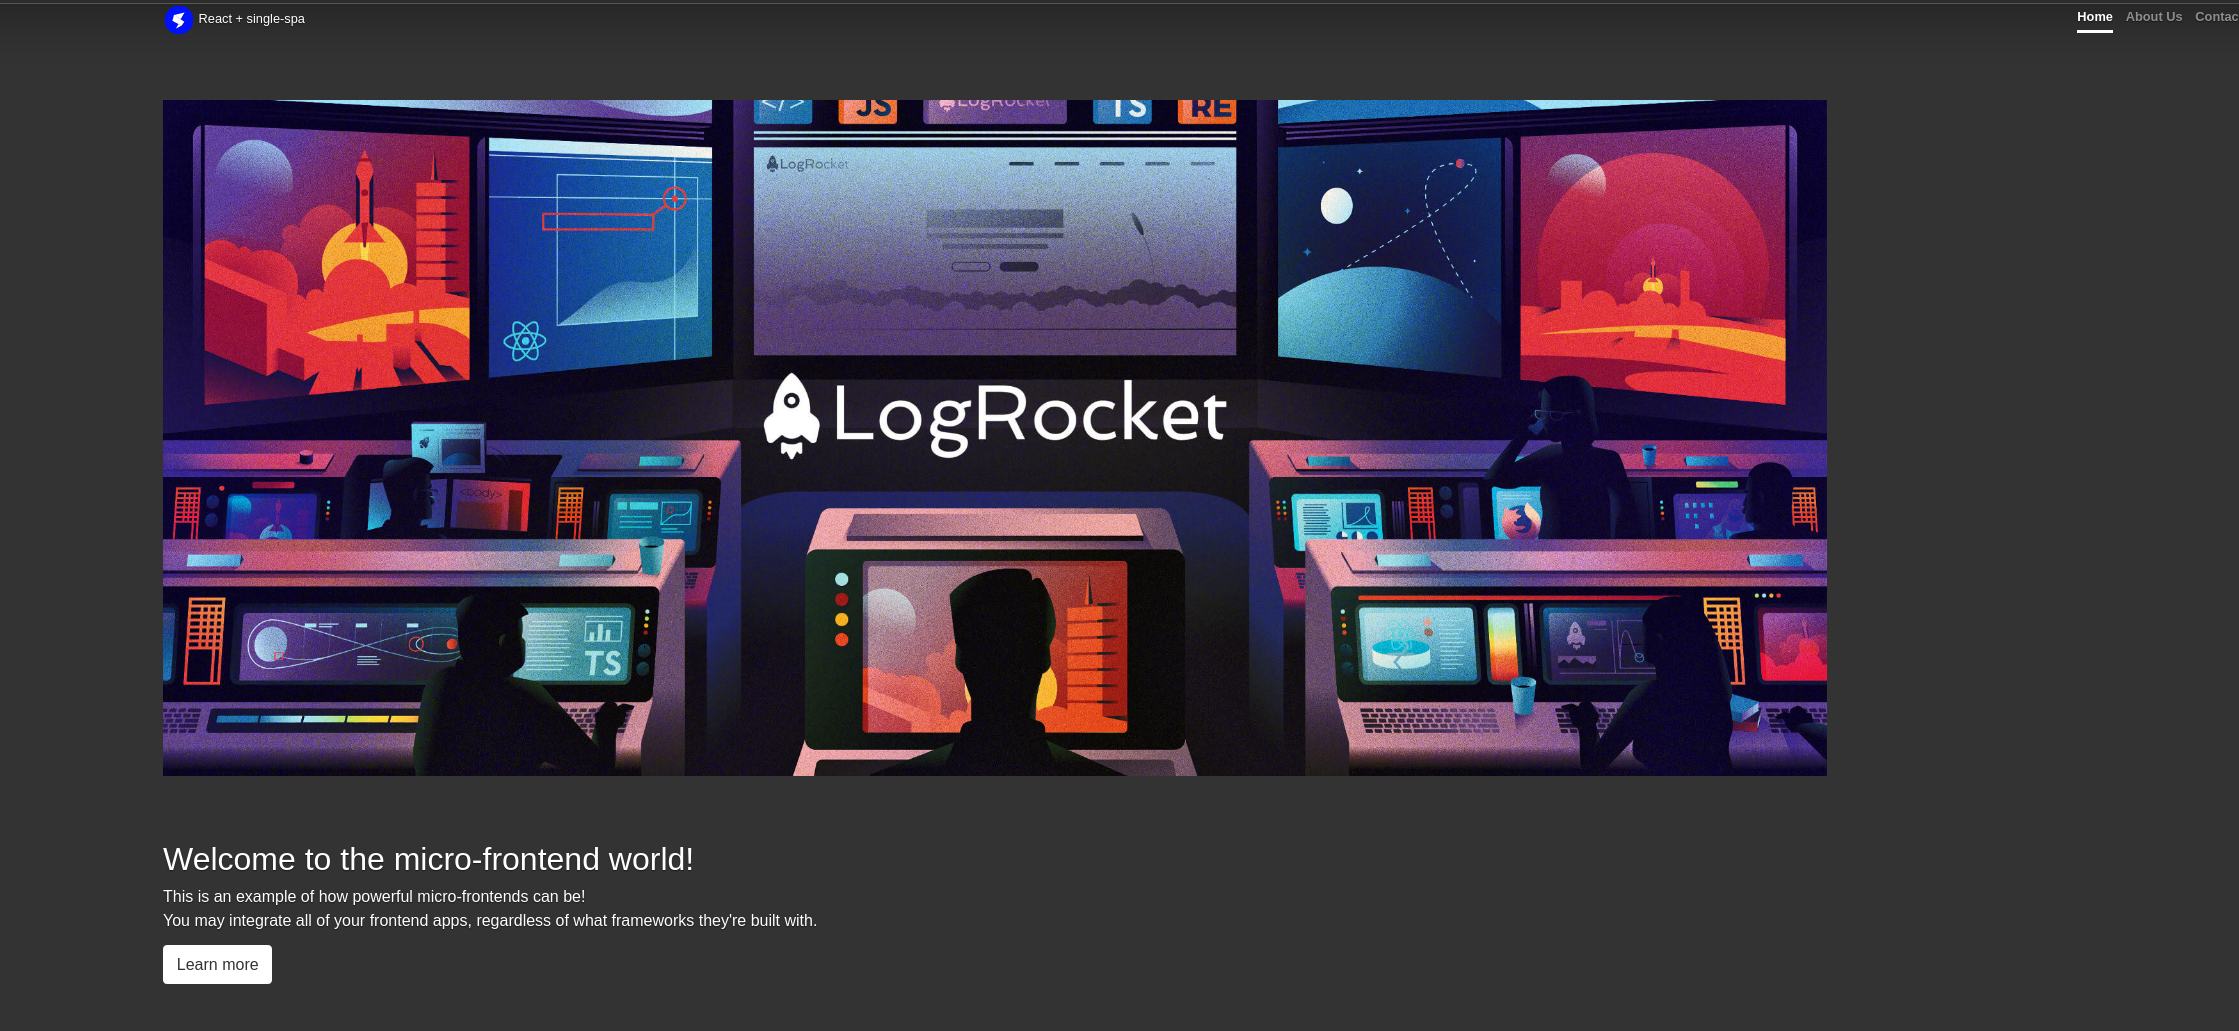 React + single-spa
Home About Us Contac
</> JS LogRocket TS RE
LogRocket
LogRocket
<body>
TS
Welcome to the micro-frontend world!
This is an example of how powerful micro-frontends can be!
You may integrate all of your frontend apps, regardless of what frameworks they're built with.
Learn more